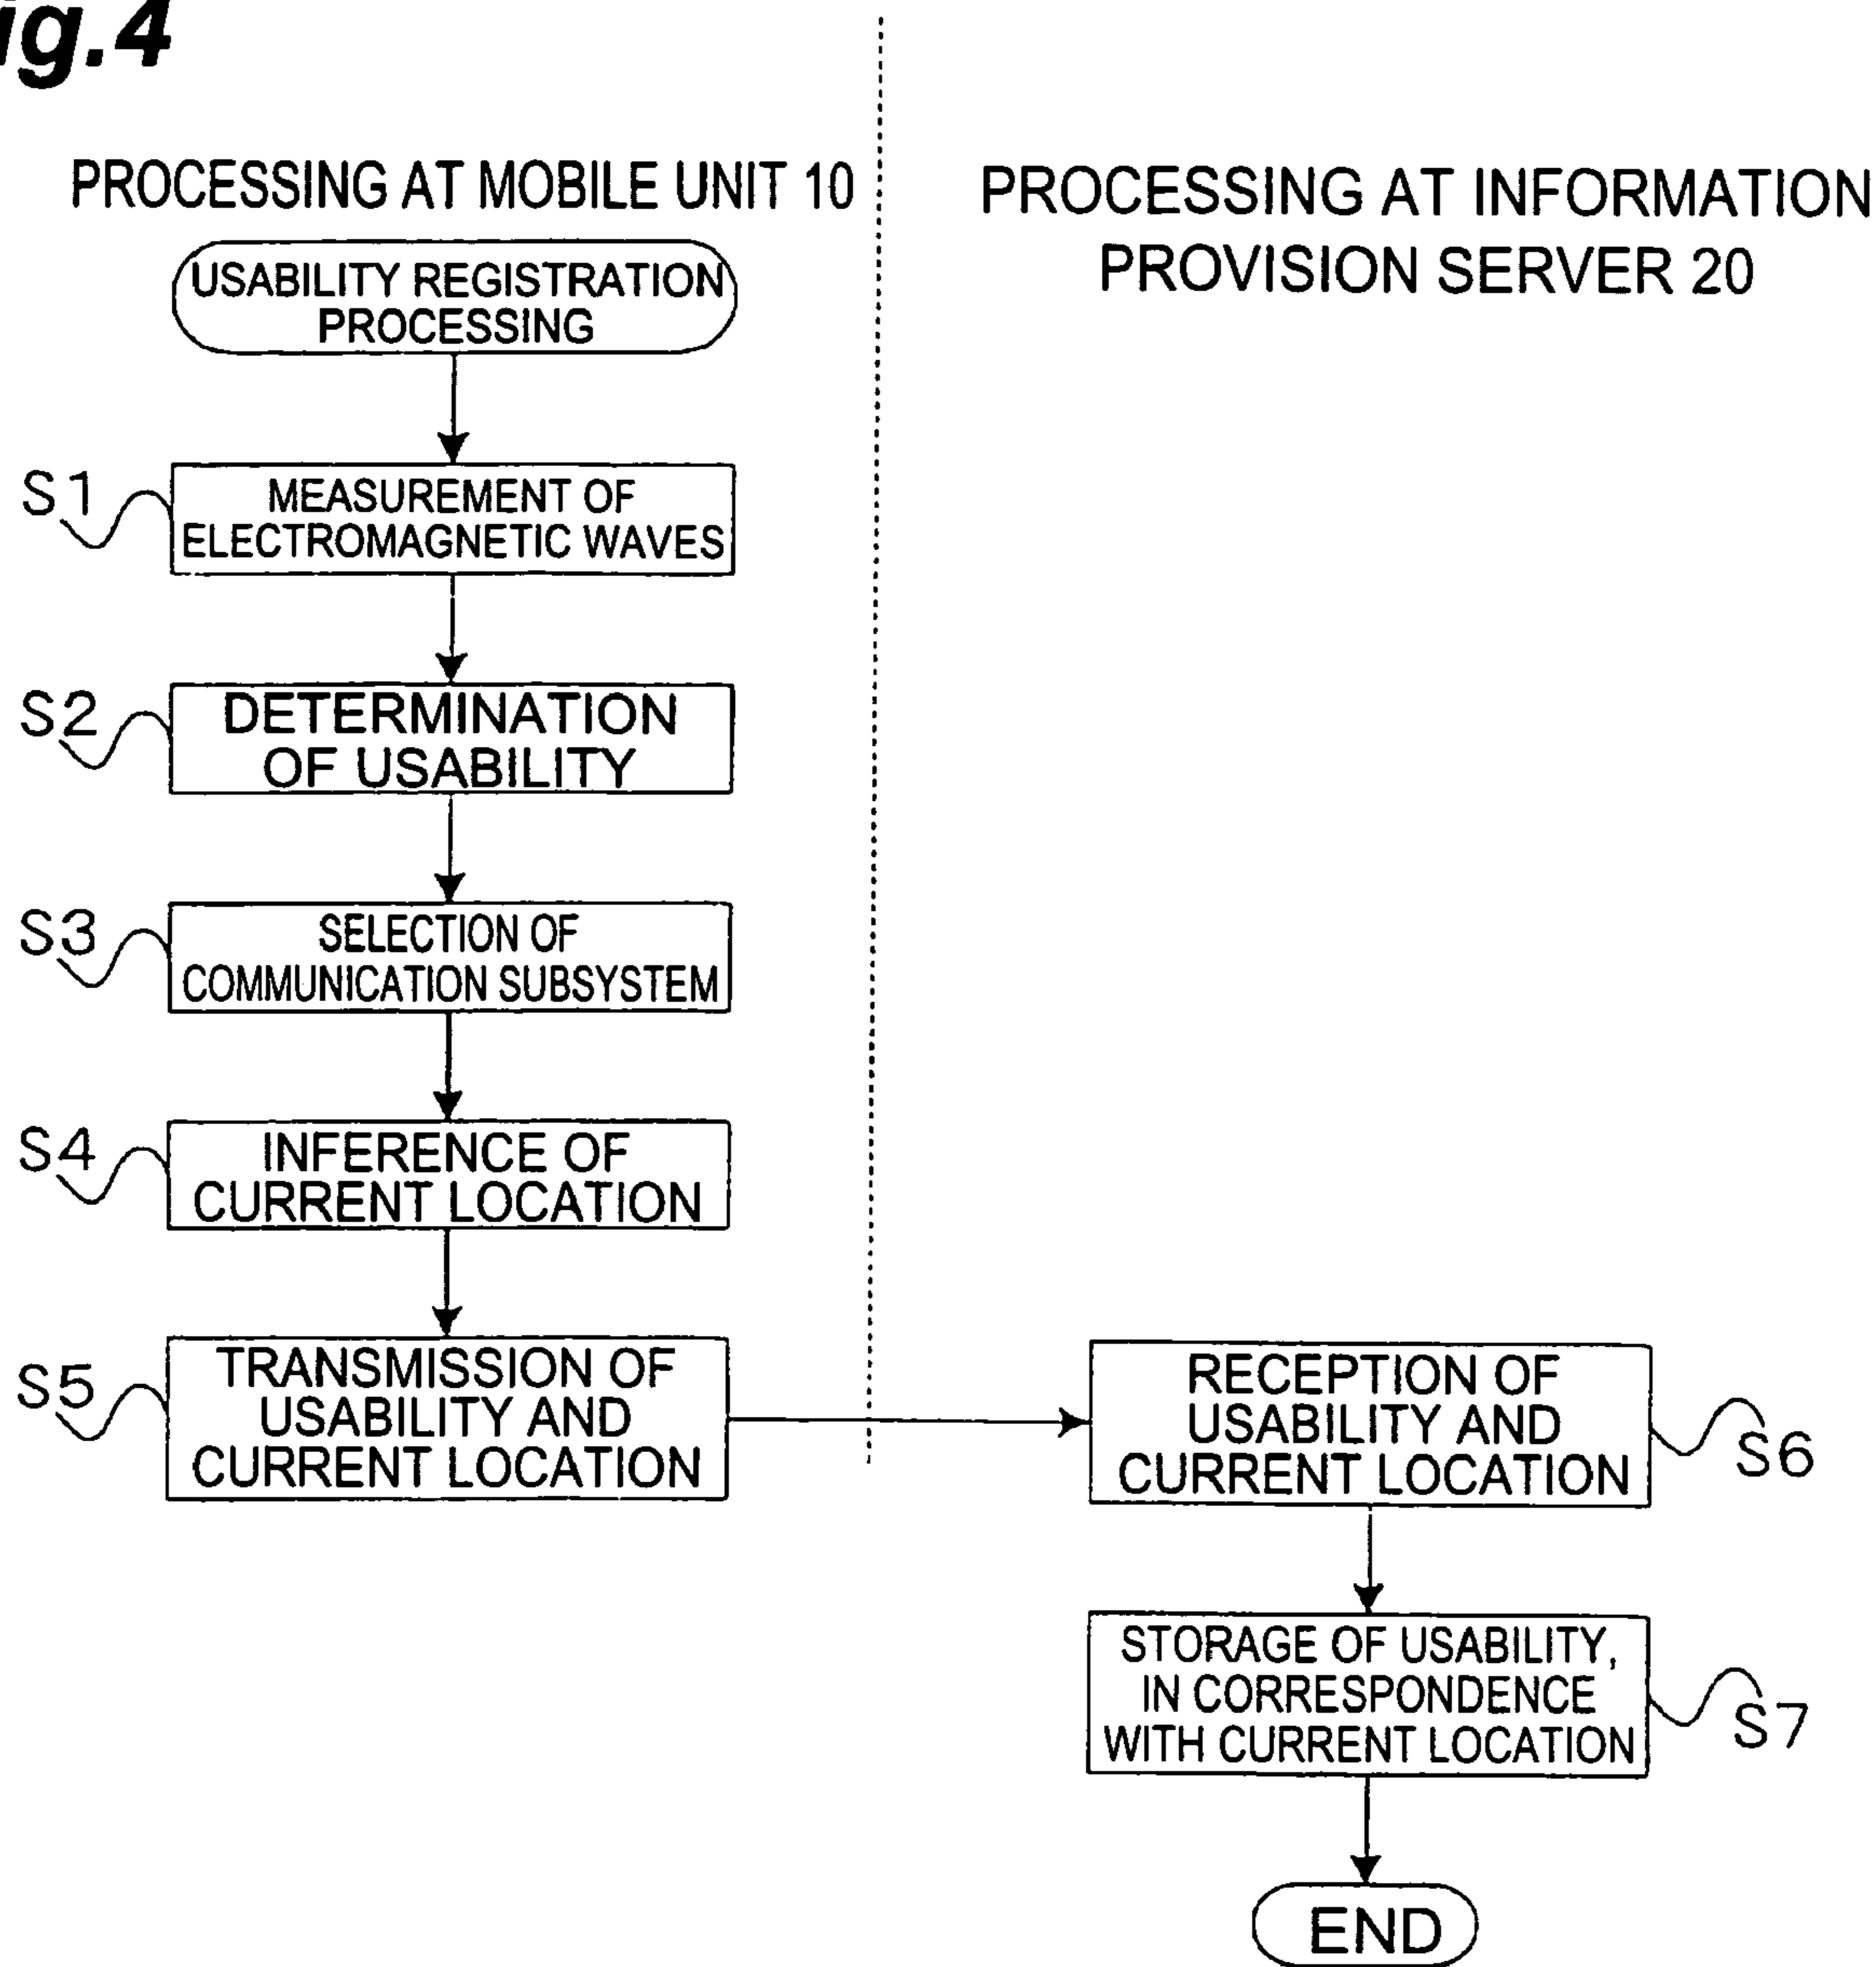 ig.4
PROCESSING AT MOBILE UNIT 10
PROCESSING AT INFORMATION
PROVISION SERVER 20
USABILITY REGISTRATION
PROCESSING
S1
MEASUREMENT OF
ELECTROMAGNETIC WAVES
S2
DETERMINATION
OF USABILITY
S3
SELECTION OF
COMMUNICATION SUBSYSTEM
S4
INFERENCE OF
CURRENT LOCATION
S5
TRANSMISSION OF
USABILITY AND
CURRENT LOCATION
RECEPTION OF
USABILITY AND
CURRENT LOCATION
S6
STORAGE OF USABILITY,
IN CORRESPONDENCE
WITH CURRENT LOCATION
S7
END